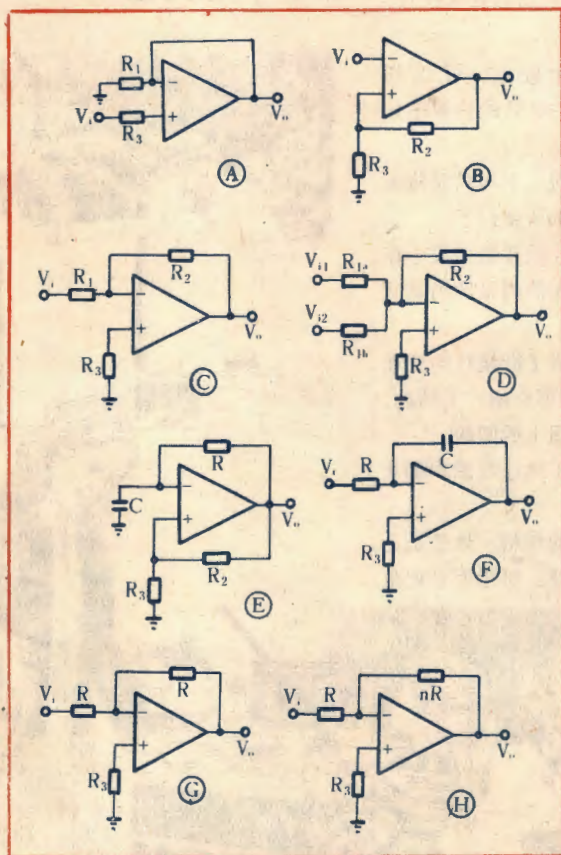 R₁
−
Vᵢ
R₃
+
Vₒ
Ⓐ
Vᵢ
−
+
Vₒ
R₂
R₃
Ⓑ
Vᵢ
R₁
R₂
−
+
R₃
Vₒ
Ⓒ
Vᵢ₁
R₁ₐ
R₂
−
Vᵢ₂
R₁b
+
R₃
Vₒ
Ⓓ
R
−
C
+
Vₒ
R₂
R₃
Ⓔ
C
Vᵢ
R
−
+
R₃
Vₒ
Ⓕ
R
Vᵢ
R
−
+
R₃
Vₒ
Ⓖ
nR
Vᵢ
R
−
+
R₃
Vₒ
Ⓗ